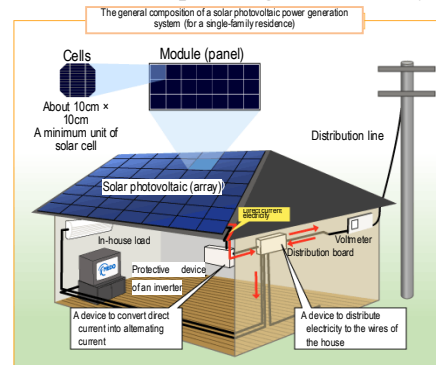 The general composition of a solar photovoltaic power generation
system (for a single-family residence)
Cells
Module (panel)
About 10cm ×
10cm
A minimum unit of
solar cell
Distribution line
Solar photovoltaic (array)
Direct current
electricity
In-house load
Voltmeter
Distribution board
NEDO
Protective device
of an inverter
A device to convert direct
current into alternating
current
A device to distribute
electricity to the wires of
the house